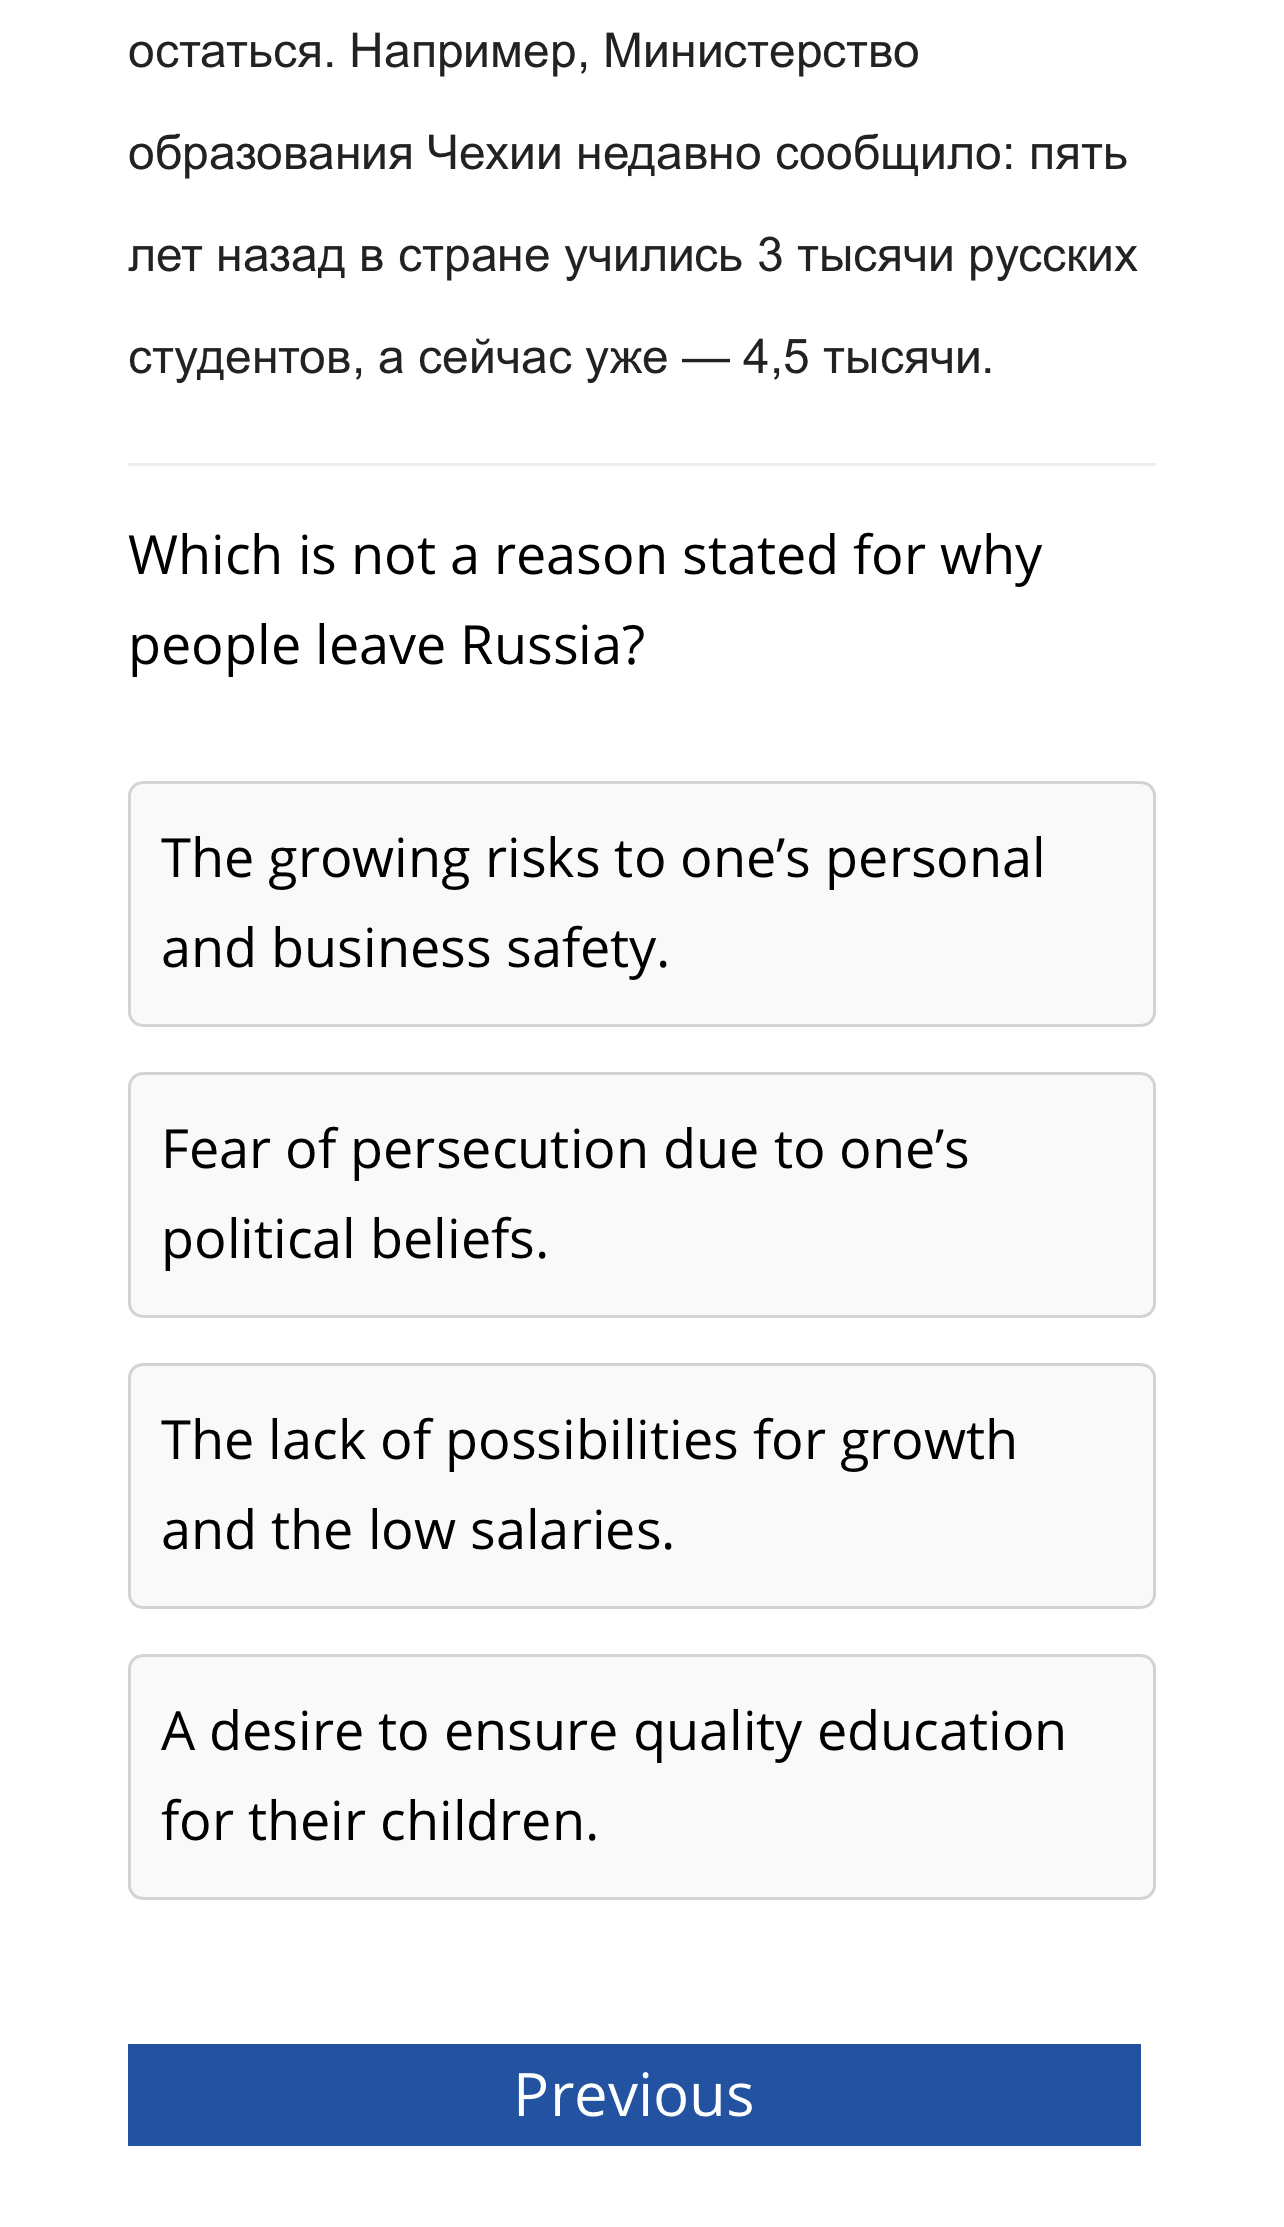 остаться. Например, Министерство
образования Чехии недавно сообщило: пять
лет назад в стране учились 3 тысячи русских
студентов, а сейчас уже — 4,5 тысячи.
Which is not a reason stated for why
people leave Russia?
The growing risks to one’s personal
and business safety.
Fear of persecution due to one’s
political beliefs.
The lack of possibilities for growth
and the low salaries.
A desire to ensure quality education
for their children.
Previous